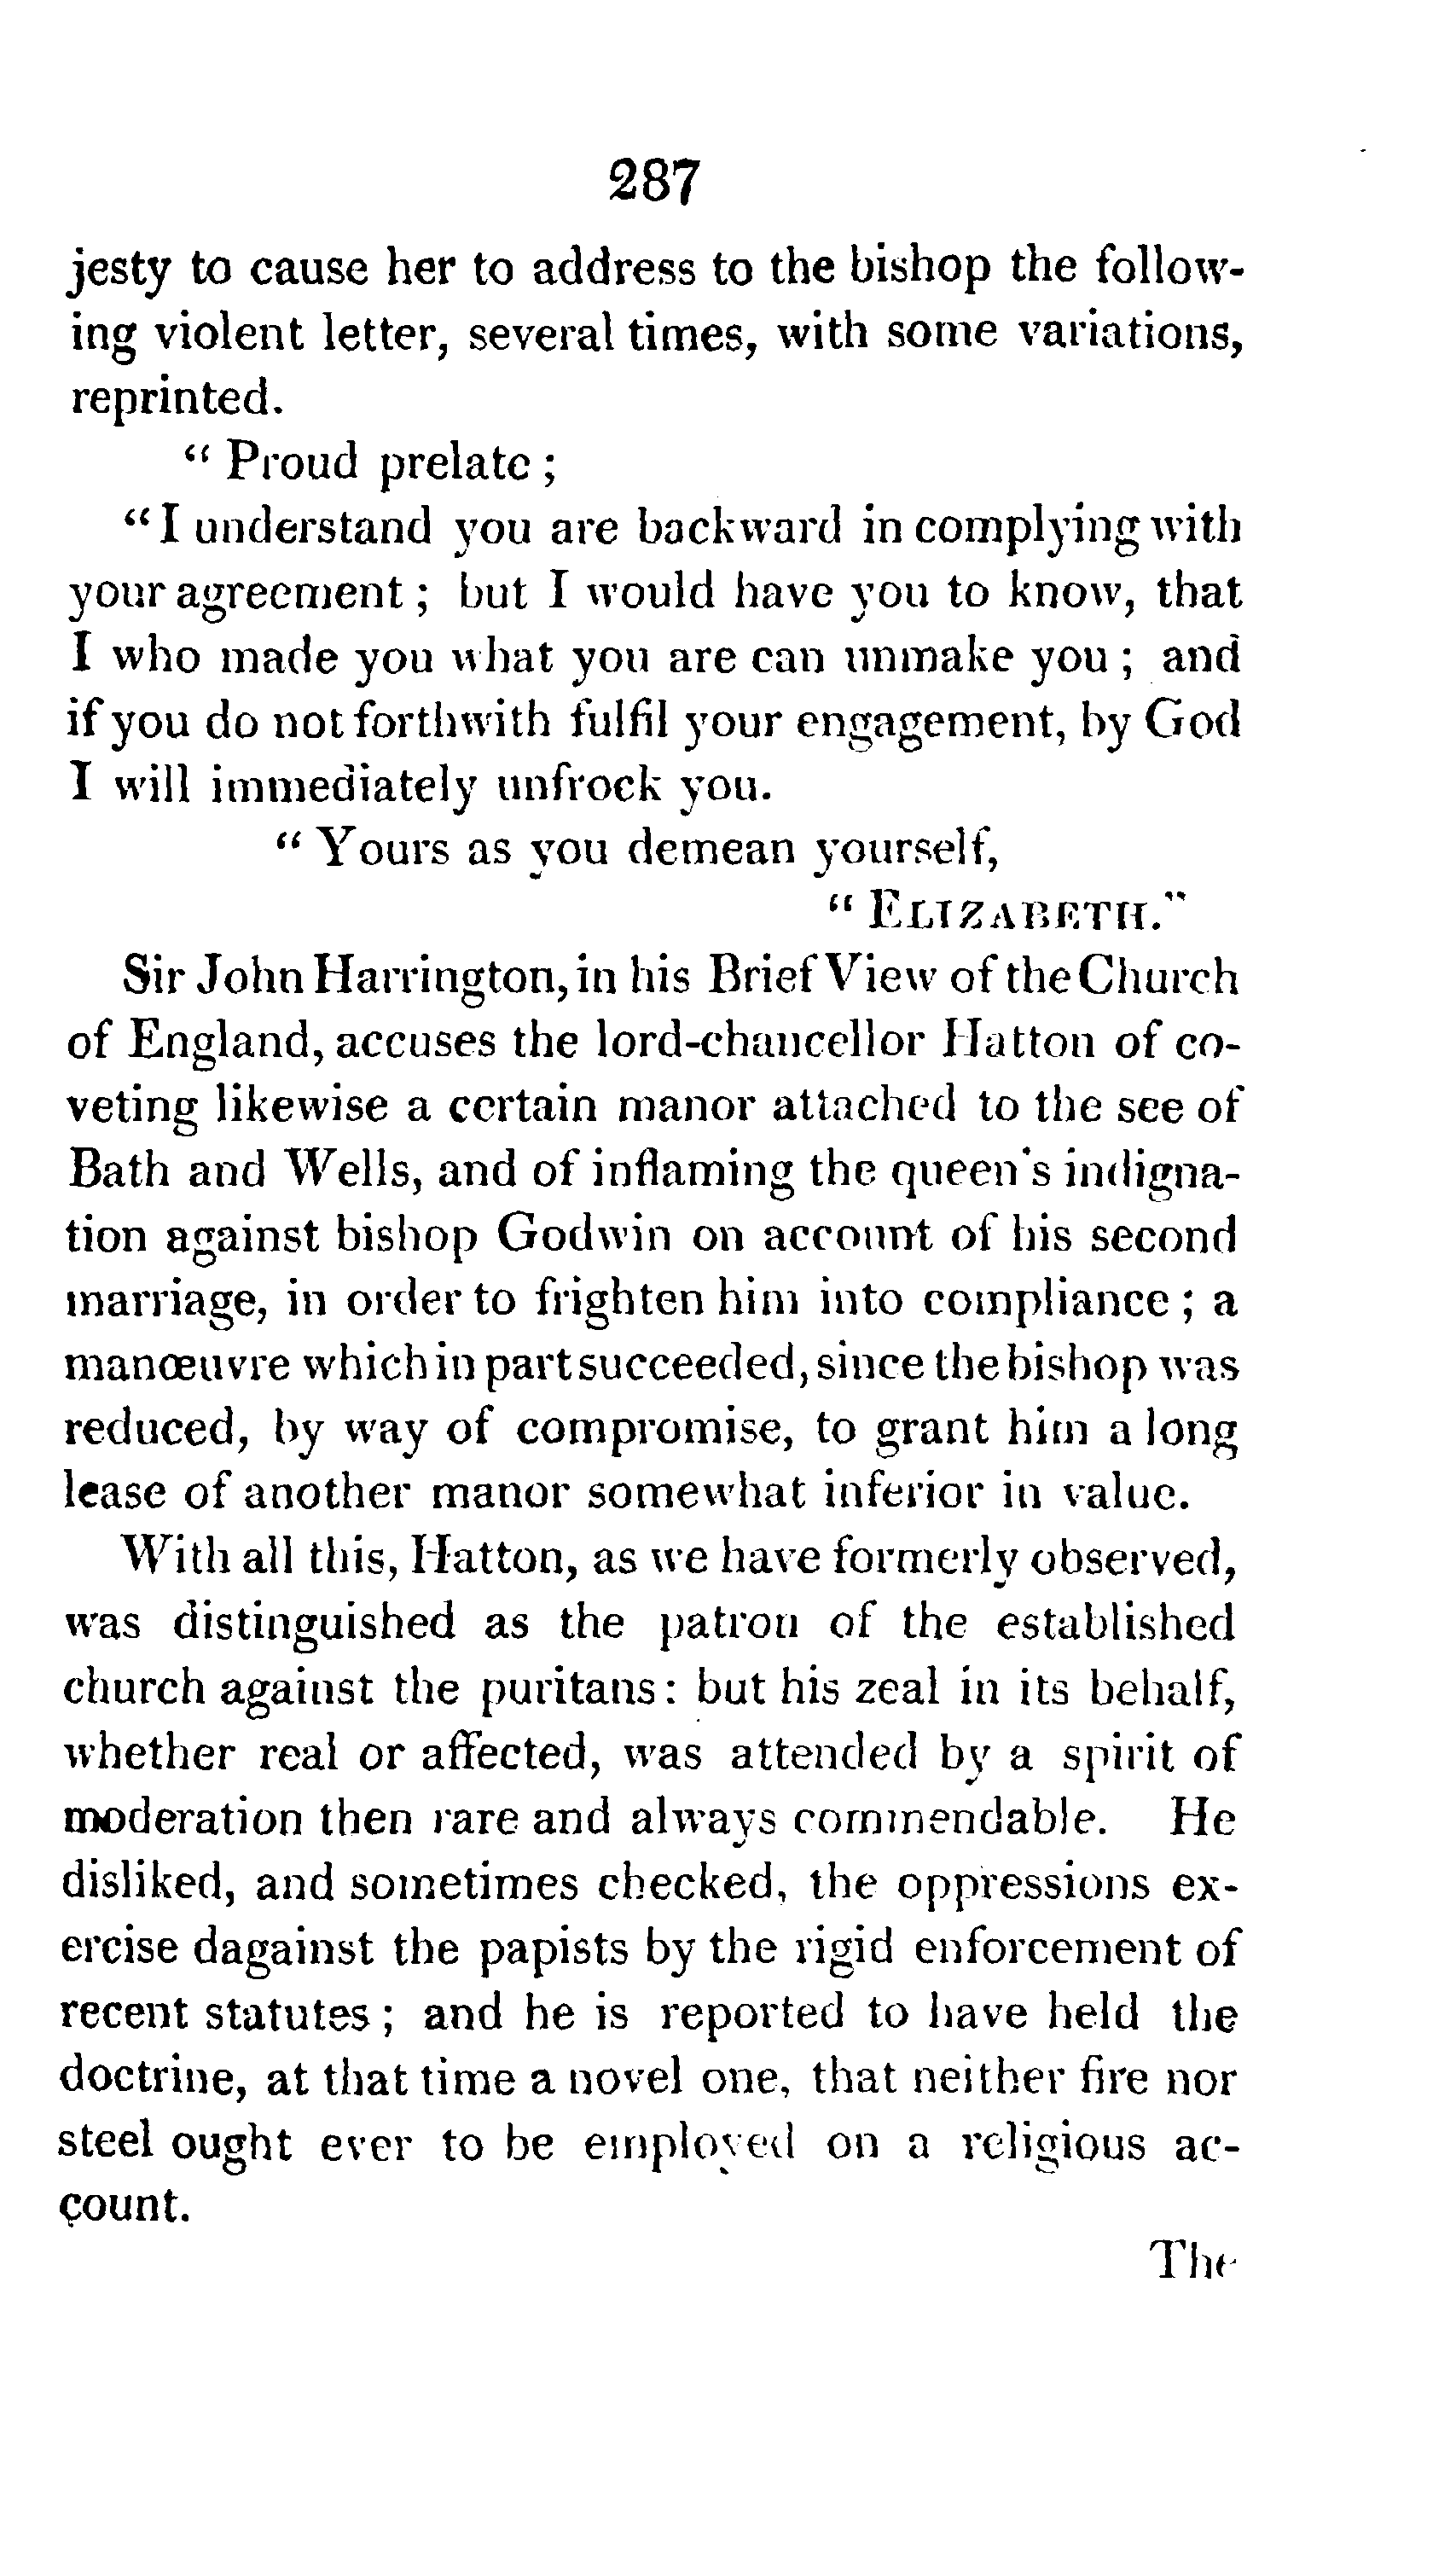 287
jesty to cause her to address to the bishop the follow-
ing violent letter, several times, with some variations,
reprinted.
“ Proud prelate ;
“ I understand you are backward in complying with
your agreement ; but I would have you to know, that
I who made you what you are can unmake you ; and
if you do not forthwith fulfil your engagement, by God
I will immediately unfrock you.
“ Yours as you demean yourself,
“ ELIZABETH.”
Sir John Harrington, in his Brief View of the Church
of England, accuses the lord-chancellor Hatton of co-
veting likewise a certain manor attached to the see of
Bath and Wells, and of inflaming the queen's indigna-
tion against bishop Godwin on account of his second
marriage, in order to frighten him into compliance ; a
manœuvre which in part succeeded, since the bishop was
reduced, by way of compromise, to grant him a long
lease of another manor somewhat inferior in value.
With all this, Hatton, as we have formerly observed,
was distinguished as the patron of the established
church against the puritans : but his zeal in its behalf,
whether real or affected, was attended by a spirit of
moderation then rare and always commendable. He
disliked, and sometimes checked, the oppressions ex-
ercise dagainst the papists by the rigid enforcement of
recent statutes ; and he is reported to have held the
doctrine, at that time a novel one, that neither fire nor
steel ought ever to be employed on a religious ac-
count.
The